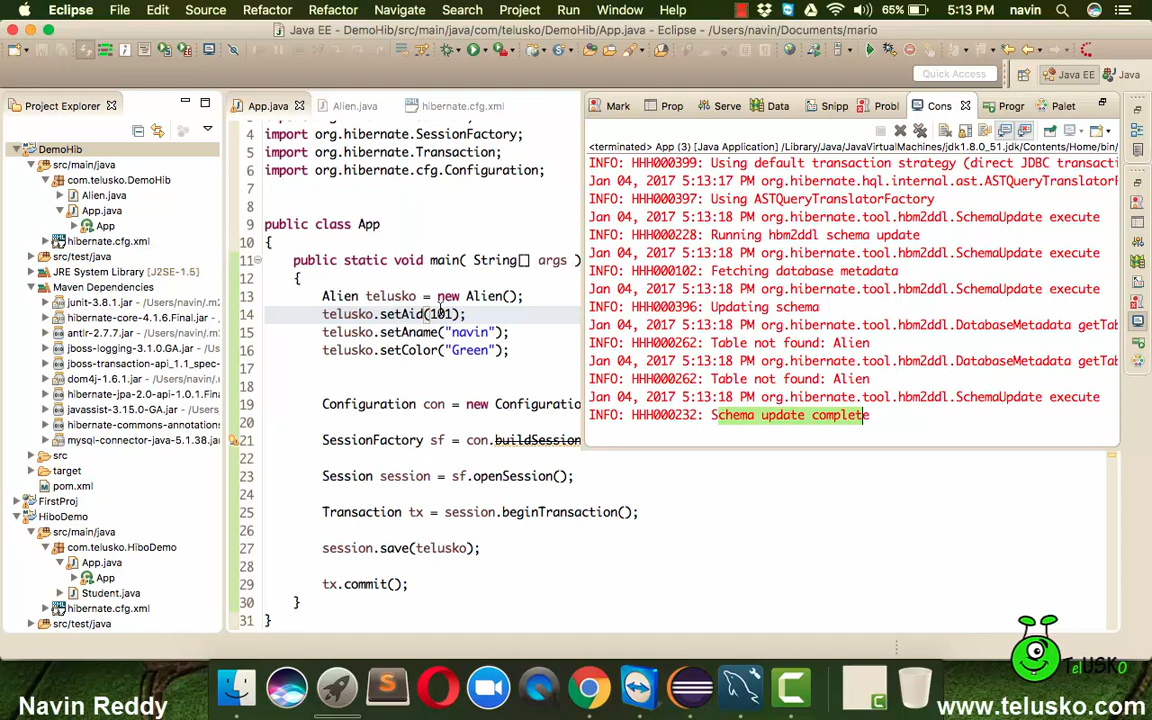 Eclipse File Edit Source Refactor Refactor Navigate Search Project Run Window Help 65% 5:13 PM navin
Java EE - DemoHib/src/main/java/com/telusko/DemoHib/App.java - Eclipse - /Users/navin/Documents/mario
Quick Access
Java EE Java
Project Explorer
DemoHib
src/main/java
com.telusko.DemoHib
Alien.java
App.java
App
hibernate.cfg.xml
src/test/java
JRE System Library [J2SE-1.5]
Maven Dependencies
junit-3.8.1.jar - /Users/navin/.m2
hibernate-core-4.1.6.Final.jar - /
antlr-2.7.7.jar - /Users/navin/.m
jboss-logging-3.1.0.GA.jar - /Us
jboss-transaction-api_1.1_spec-
dom4j-1.6.1.jar - /Users/navin/.m
hibernate-jpa-2.0-api-1.0.1.Final
javassist-3.15.0-GA.jar - /Users/
hibernate-commons-annotations
mysql-connector-java-5.1.38.jar
src
target
pom.xml
FirstProj
HiboDemo
src/main/java
com.telusko.HiboDemo
App.java
App
Student.java
hibernate.cfg.xml
src/test/java
App.java Alien.java hibernate.cfg.xml
4 import org.hibernate.SessionFactory;
5 import org.hibernate.Transaction;
6 import org.hibernate.cfg.Configuration;
7
8
9 public class App
10 {
11 public static void main( String[] args )
12 {
13 Alien telusko = new Alien();
14 telusko.setAid(101);
15 telusko.setAname("navin");
16 telusko.setColor("Green");
17
18
19 Configuration con = new Configuratio
20
21 SessionFactory sf = con.buildSession
22
23 Session session = sf.openSession();
24
25 Transaction tx = session.beginTransaction();
26
27 session.save(telusko);
28
29 tx.commit();
30 }
31 }
Mark Prop Serve Data Snipp Probl Cons Progr Palet
<terminated> App (3) [Java Application] /Library/Java/JavaVirtualMachines/jdk1.8.0_51.jdk/Contents/Home/bin/
INFO: HHH000399: Using default transaction strategy (direct JDBC transacti
Jan 04, 2017 5:13:17 PM org.hibernate.hql.internal.ast.ASTQueryTranslatorF
INFO: HHH000397: Using ASTQueryTranslatorFactory
Jan 04, 2017 5:13:18 PM org.hibernate.tool.hbm2ddl.SchemaUpdate execute
INFO: HHH000228: Running hbm2ddl schema update
Jan 04, 2017 5:13:18 PM org.hibernate.tool.hbm2ddl.SchemaUpdate execute
INFO: HHH000102: Fetching database metadata
Jan 04, 2017 5:13:18 PM org.hibernate.tool.hbm2ddl.SchemaUpdate execute
INFO: HHH000396: Updating schema
Jan 04, 2017 5:13:18 PM org.hibernate.tool.hbm2ddl.DatabaseMetadata getTab
INFO: HHH000262: Table not found: Alien
Jan 04, 2017 5:13:18 PM org.hibernate.tool.hbm2ddl.DatabaseMetadata getTab
INFO: HHH000262: Table not found: Alien
Jan 04, 2017 5:13:18 PM org.hibernate.tool.hbm2ddl.SchemaUpdate execute
INFO: HHH000232: Schema update complete
TELUSKO
Navin Reddy
www.telusko.com